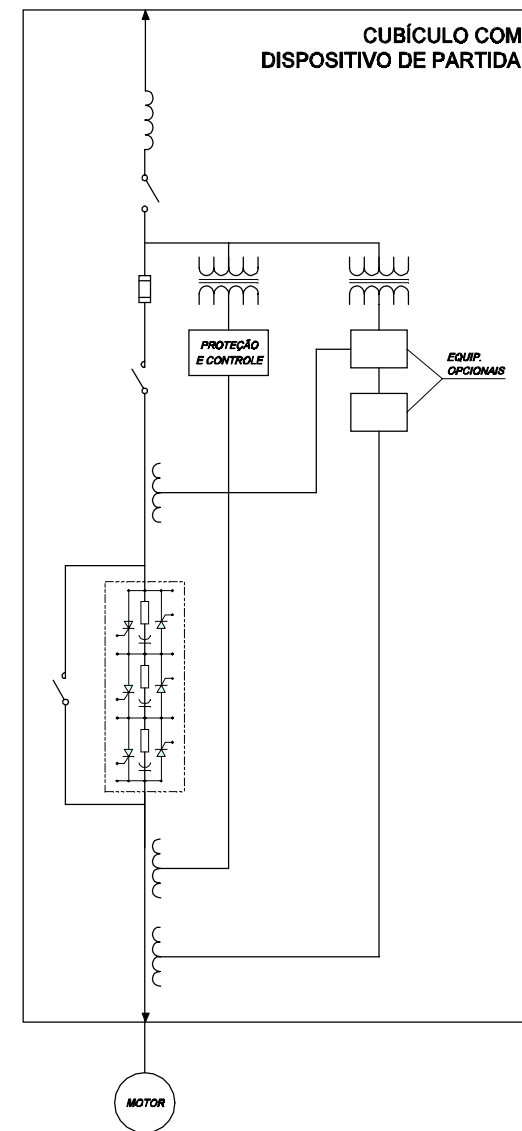 CUBÍCULO COM
DISPOSITIVO DE PARTIDA
PROTEÇÃO
E CONTROLE
EQUIP.
OPCIONAIS
MOTOR